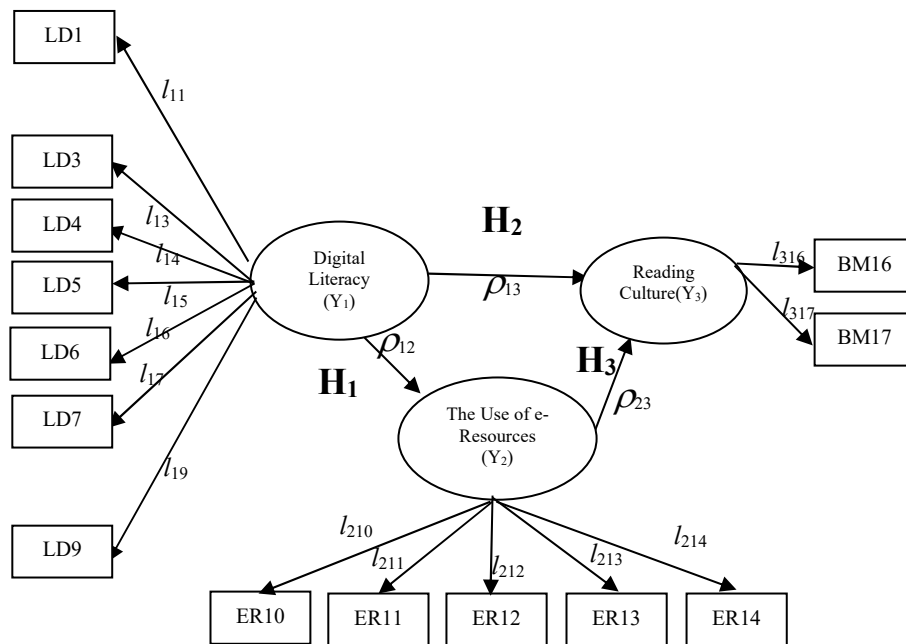 LD1
l11
LD3
l13
LD4
l14
LD5
l15
LD6
l16
LD7
l17
LD9
l19
Digital
Literacy
(Y1)
H2
ρ13
Reading
Culture(Y3)
l316
BM16
l317
BM17
ρ12
H1
H3
ρ23
The Use of e-
Resources
(Y2)
l210
l211
l212
l213
l214
ER10
ER11
ER12
ER13
ER14